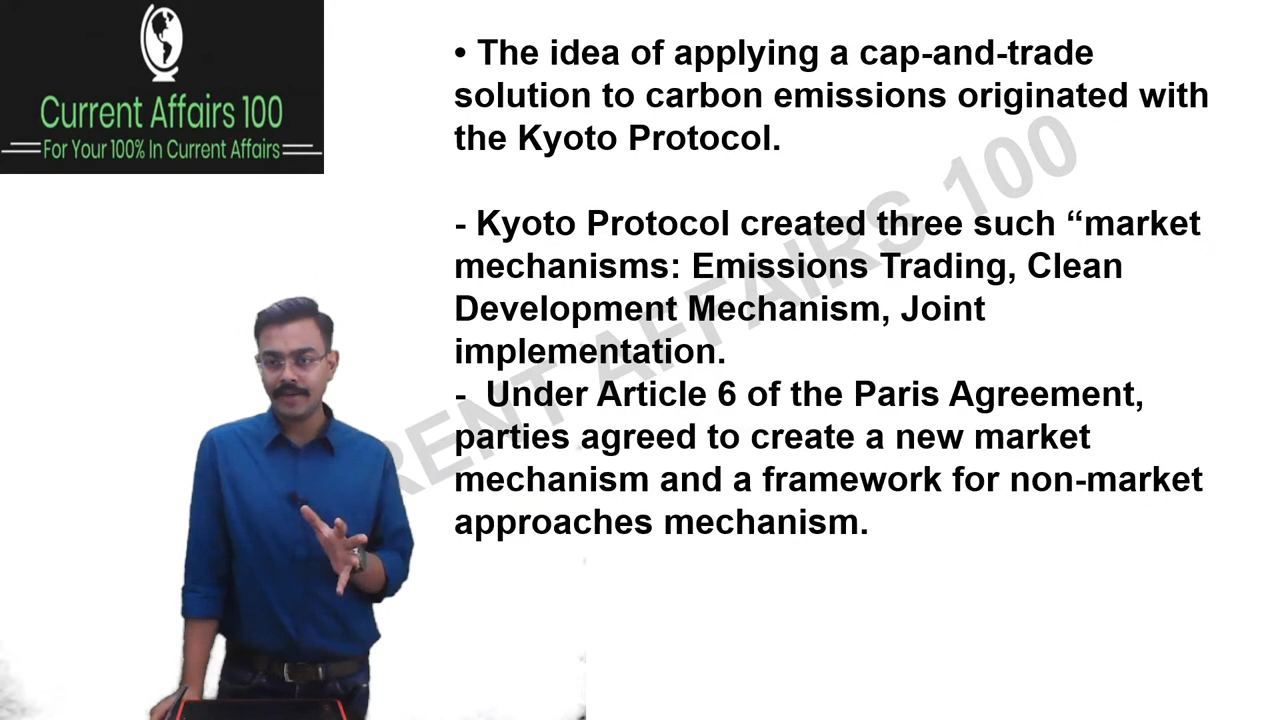 Current Affairs 100
For Your 100% In Current Affairs
• The idea of applying a cap-and-trade
solution to carbon emissions originated with
the Kyoto Protocol.
- Kyoto Protocol created three such “market
mechanisms: Emissions Trading, Clean
Development Mechanism, Joint
implementation.
-  Under Article 6 of the Paris Agreement,
parties agreed to create a new market
mechanism and a framework for non-market
approaches mechanism.
RENT AFFAIRS 100